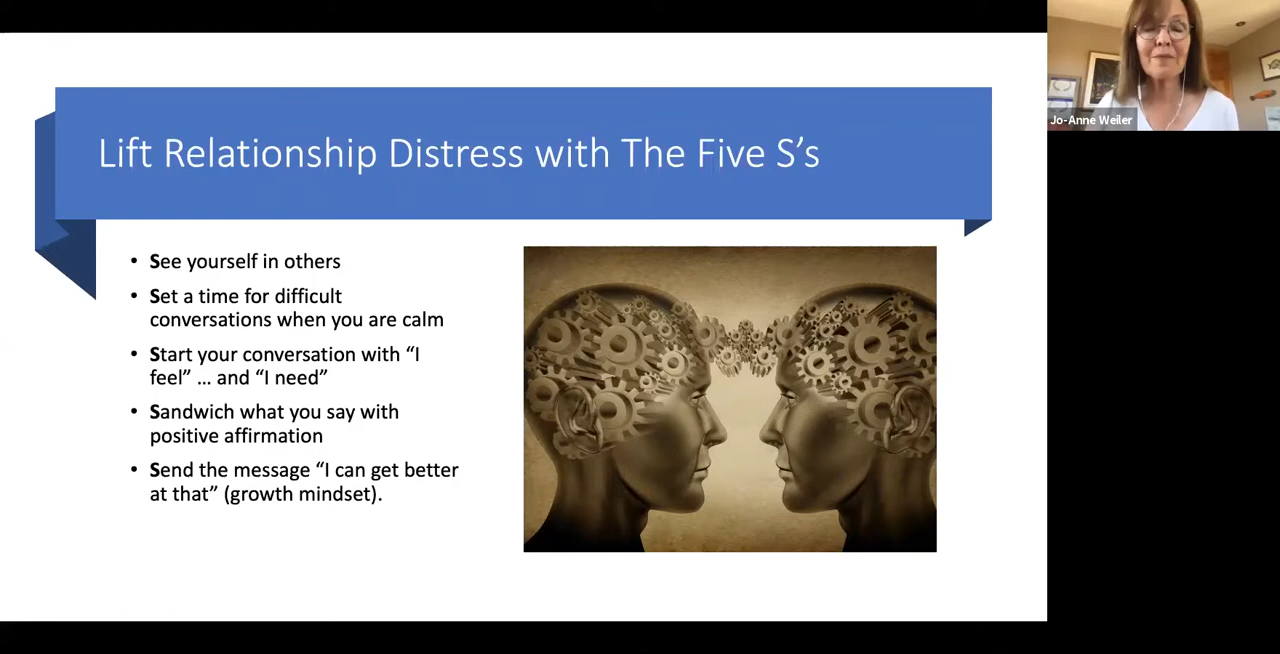 Lift Relationship Distress with The Five S's
• See yourself in others
• Set a time for difficult
conversations when you are calm
• Start your conversation with “I
feel” … and “I need”
• Sandwich what you say with
positive affirmation
• Send the message “I can get better
at that” (growth mindset).
Jo-Anne Weiler